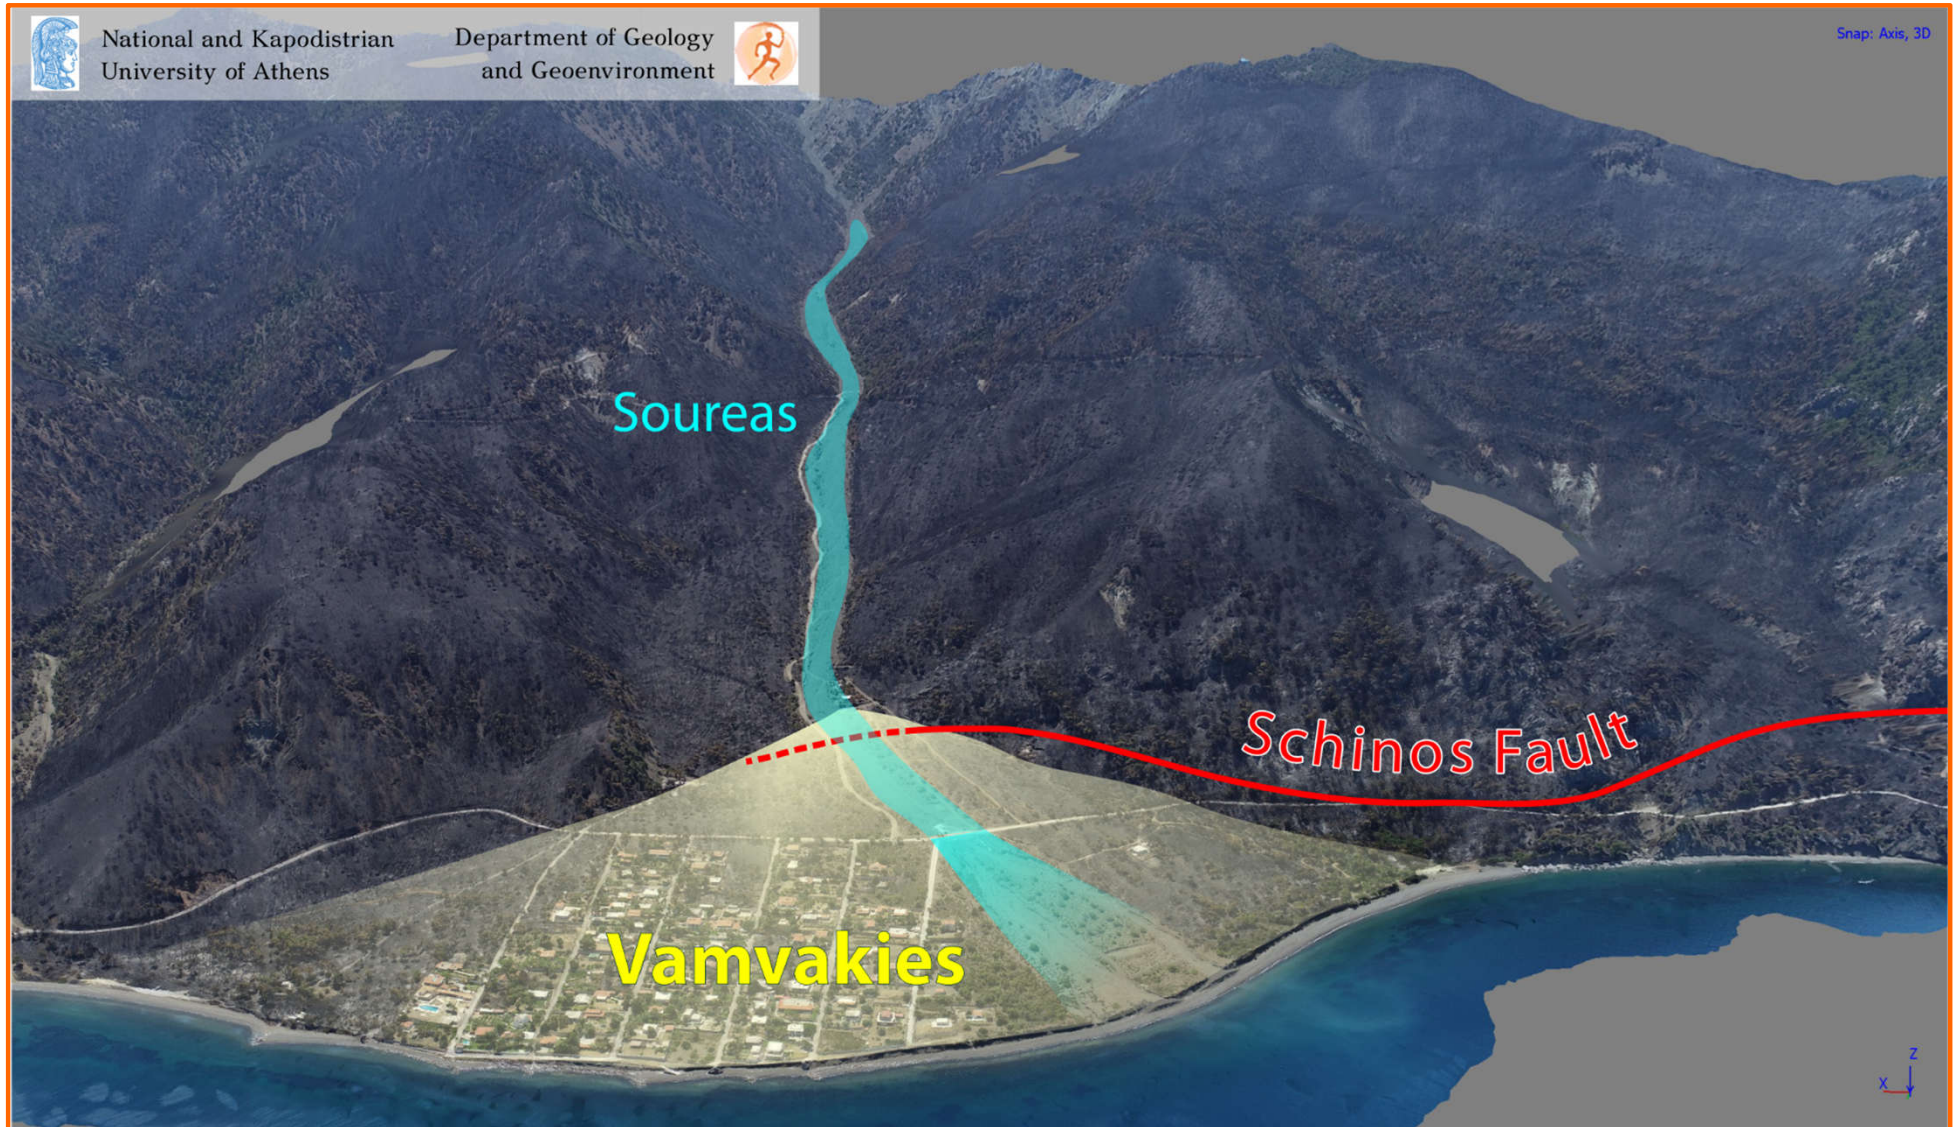 National and Kapodistrian
University of Athens
Department of Geology
and Geoenvironment
Snap: Axis, 3D
Soureas
Schinos Fault
Vamvakies
Z
X